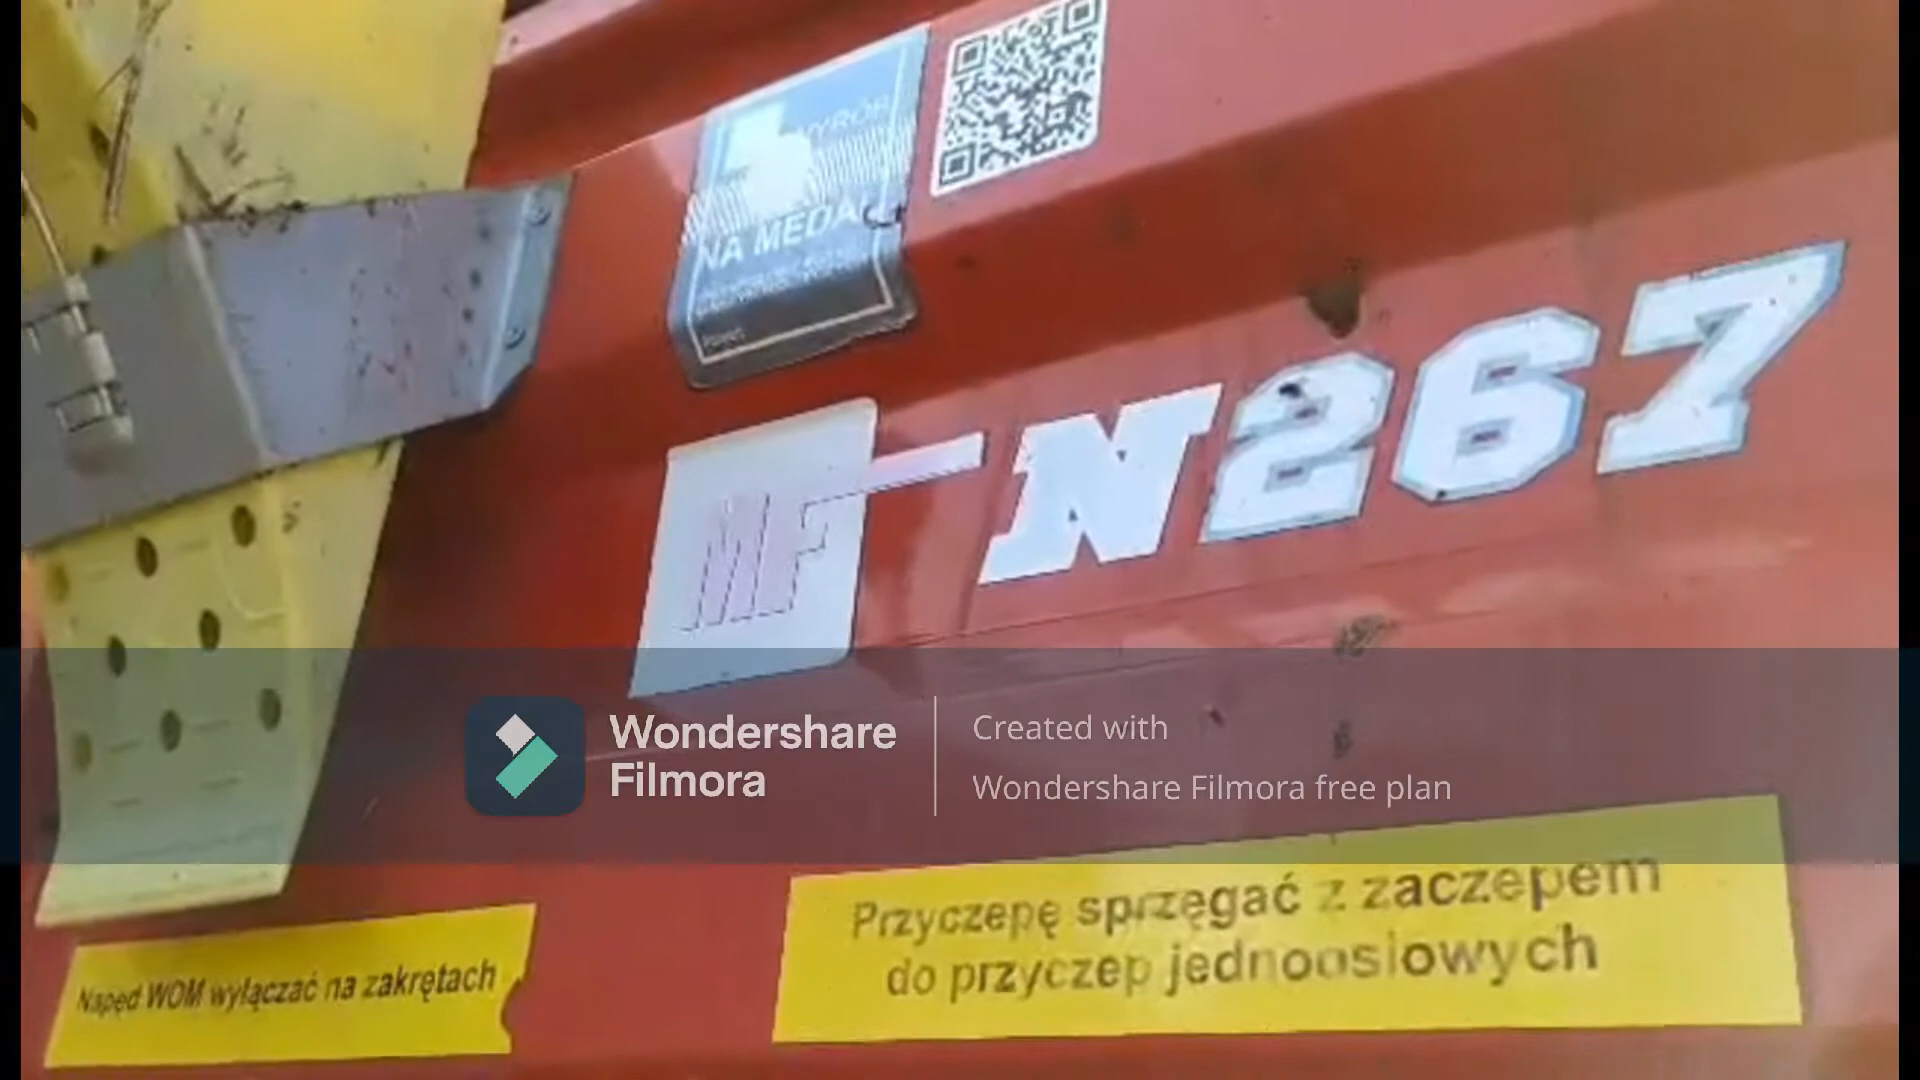 WYRÓB
NA MEDAL
N267
Wondershare
Filmora
Created with
Wondershare Filmora free plan
Przyczepę sprzęgać z zaczepem
do przyczep jednoosiowych
Napęd WOM wyłączać na zakrętach